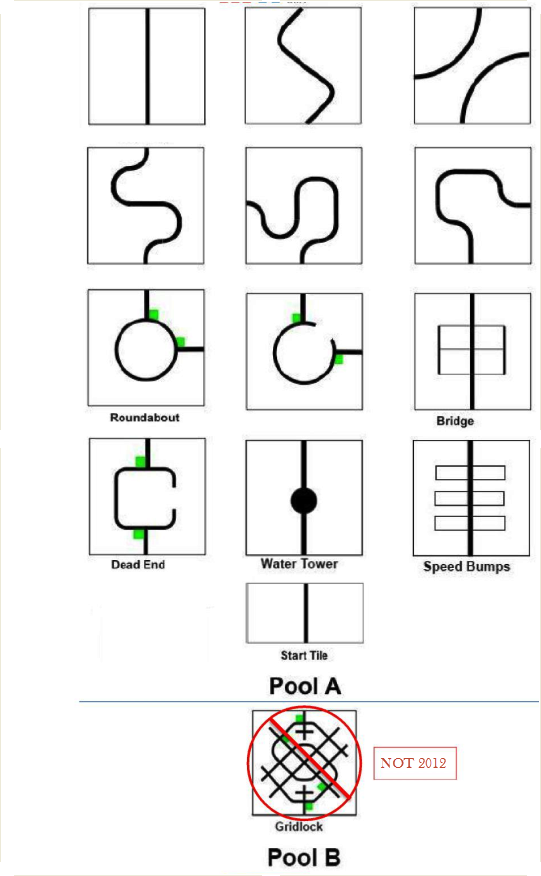 Roundabout
Bridge
Dead End
Water Tower
Speed Bumps
Start Tile
Pool A
NOT 2012
Gridlock
Pool B